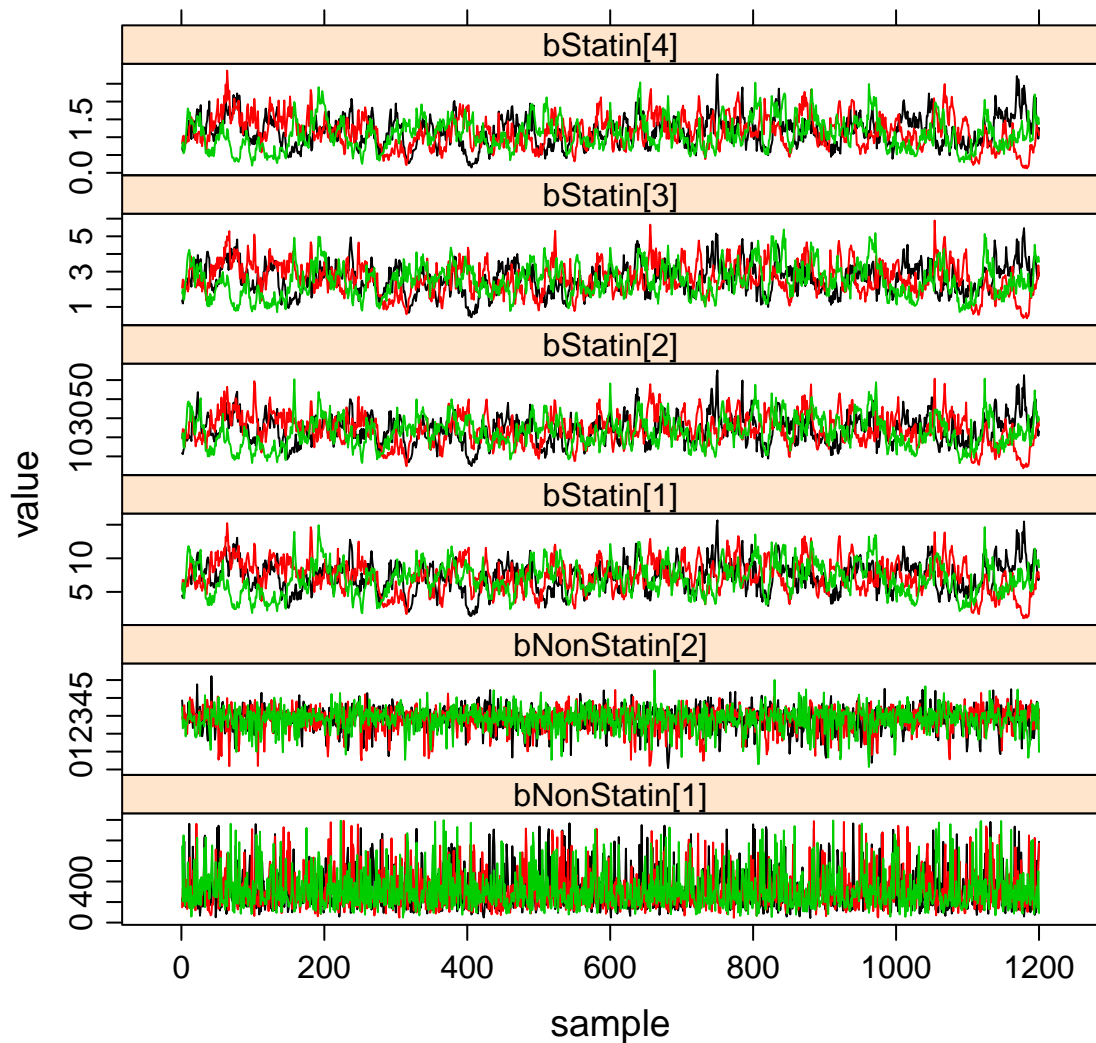 bStatin[4]
0.0 1.5
bStatin[3]
1 3 5
bStatin[2]
10 30 50
bStatin[1]
5 10
bNonStatin[2]
0 1 2 3 4 5
bNonStatin[1]
0 400
value
0 200 400 600 800 1000 1200
sample